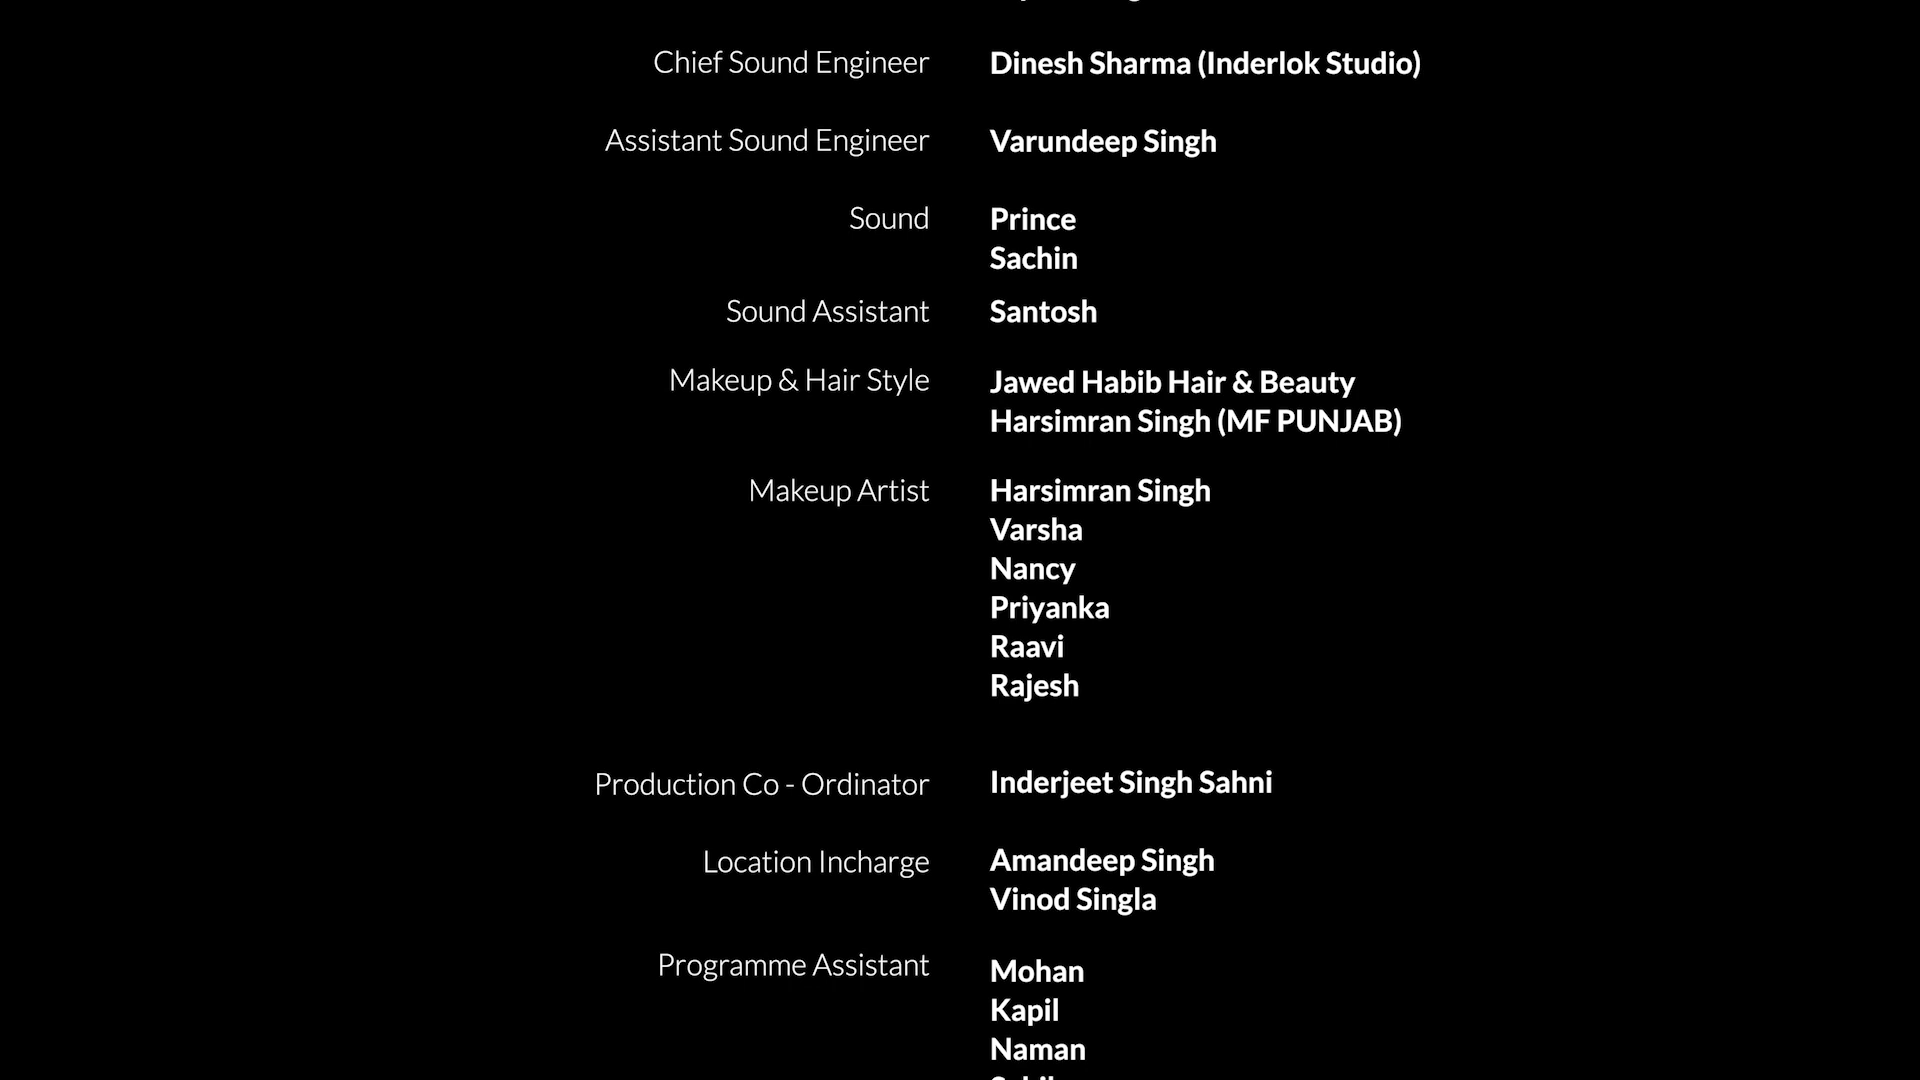 Chief Sound Engineer Dinesh Sharma (Inderlok Studio)
Assistant Sound Engineer Varundeep Singh
Sound Prince
Sachin
Sound Assistant Santosh
Makeup & Hair Style Jawed Habib Hair & Beauty
Harsimran Singh (MF PUNJAB)
Makeup Artist Harsimran Singh
Varsha
Nancy
Priyanka
Raavi
Rajesh
Production Co - Ordinator Inderjeet Singh Sahni
Location Incharge Amandeep Singh
Vinod Singla
Programme Assistant Mohan
Kapil
Naman